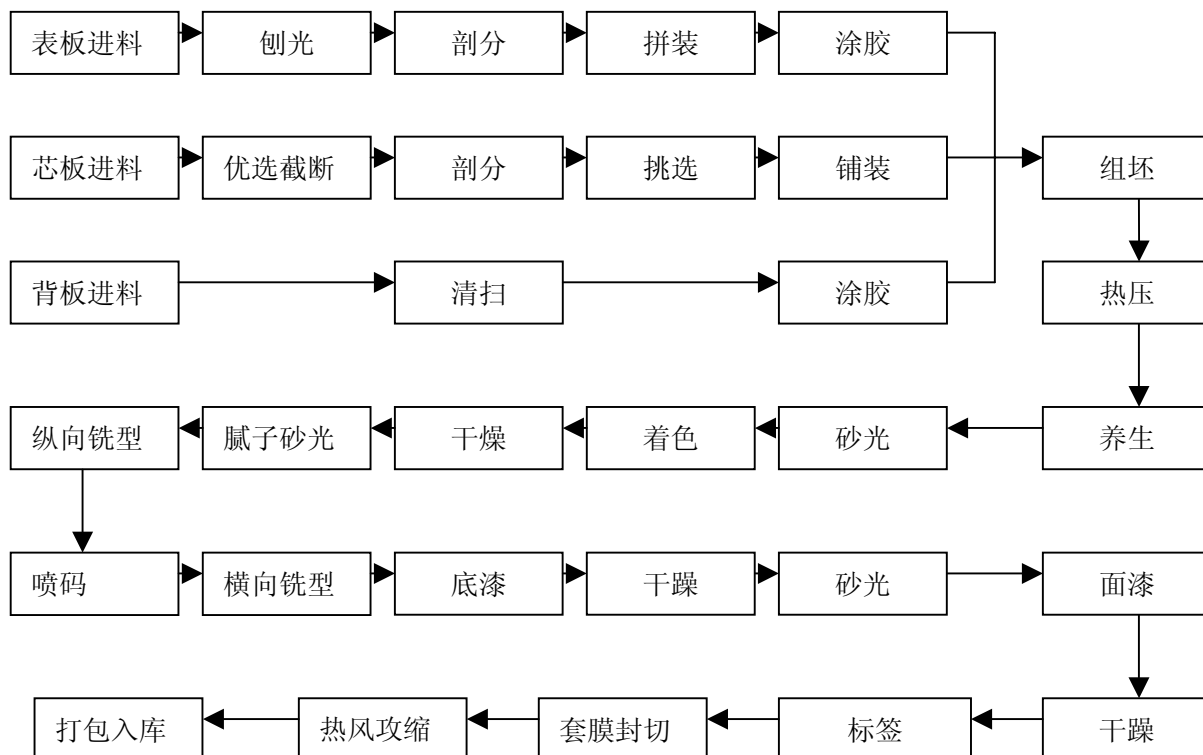 表板进料 刨光 剖分 拼装 涂胶
芯板进料 优选截断 剖分 挑选 铺装 组坯
背板进料 清扫 涂胶 热压
纵向铣型 腻子砂光 干燥 着色 砂光 养生
喷码 横向铣型 底漆 干躁 砂光 面漆
打包入库 热风攻缩 套膜封切 标签 干躁